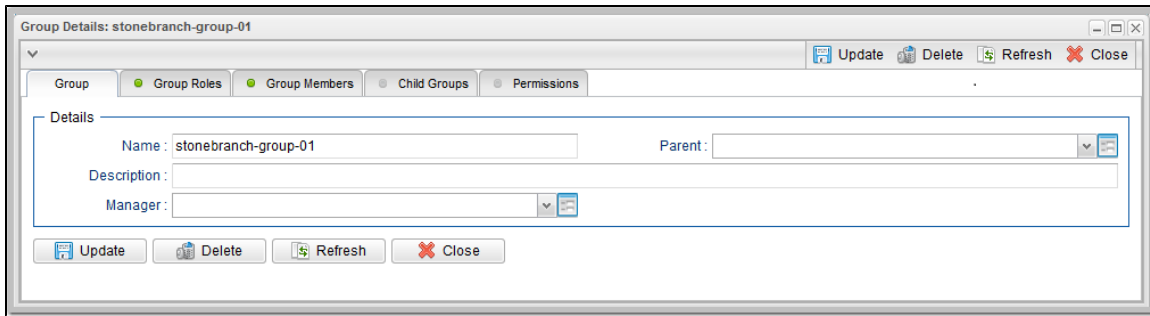 Group Details: stonebranch-group-01
Update Delete Refresh Close
Group Group Roles Group Members Child Groups Permissions
Details
Name : stonebranch-group-01 Parent :
Description :
Manager :
Update Delete Refresh Close